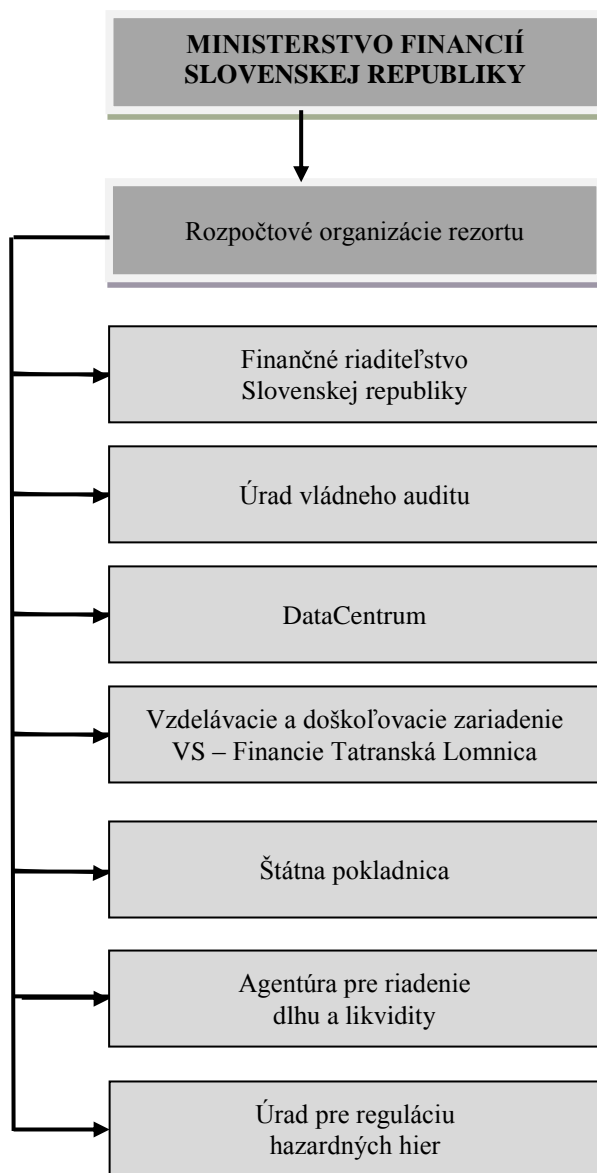 MINISTERSTVO FINANCIÍ
SLOVENSKEJ REPUBLIKY
Rozpočtové organizácie rezortu
Finančné riaditeľstvo
Slovenskej republiky
Úrad vládneho auditu
DataCentrum
Vzdelávacie a doškoľovacie zariadenie
VS – Financie Tatranská Lomnica
Štátna pokladnica
Agentúra pre riadenie
dlhu a likvidity
Úrad pre reguláciu
hazardných hier